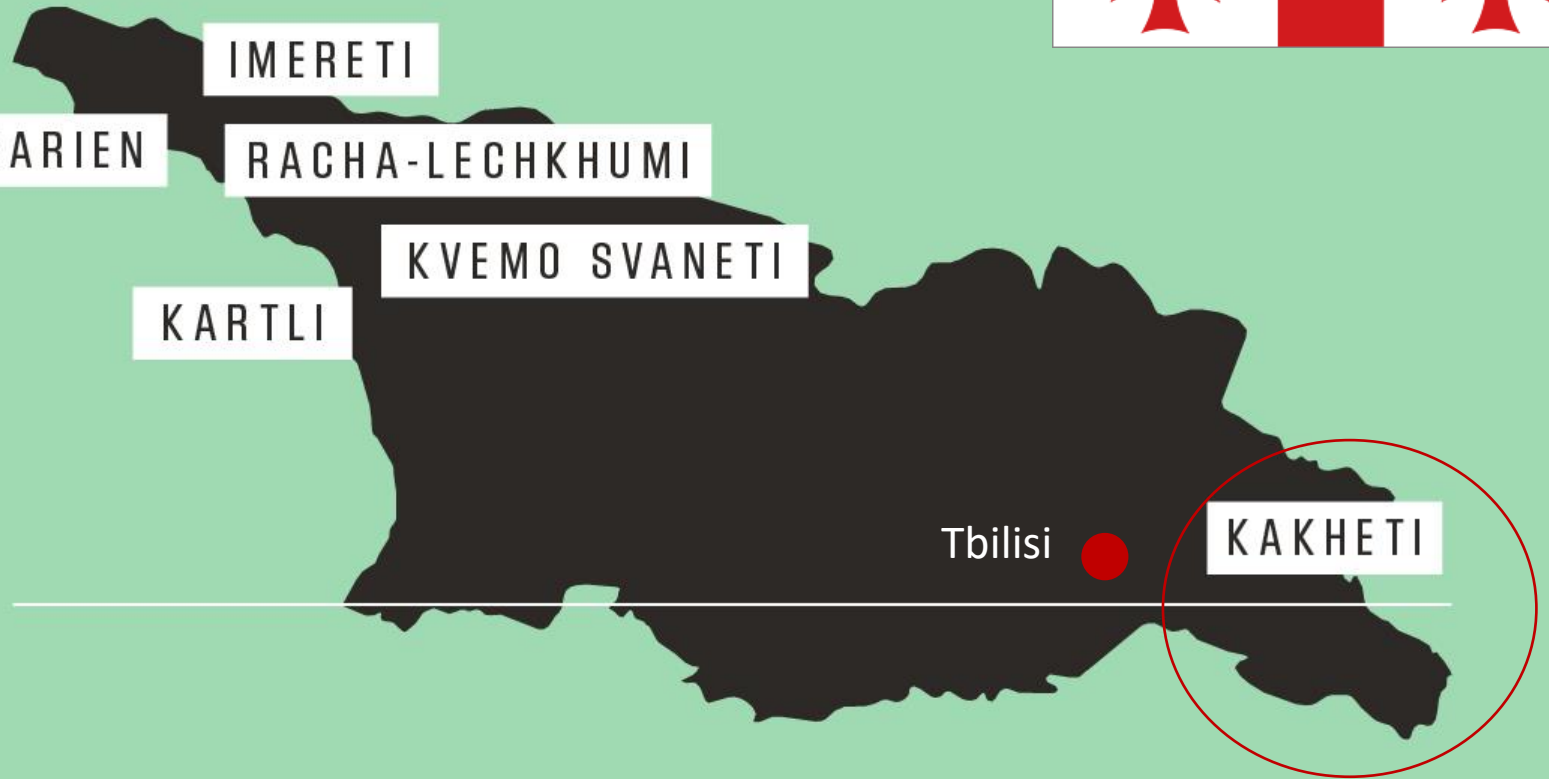 IMERETI
ARIEN
RACHA-LECHKHUMI
KVEMO SVANETI
KARTLI
Tbilisi
KAKHETI